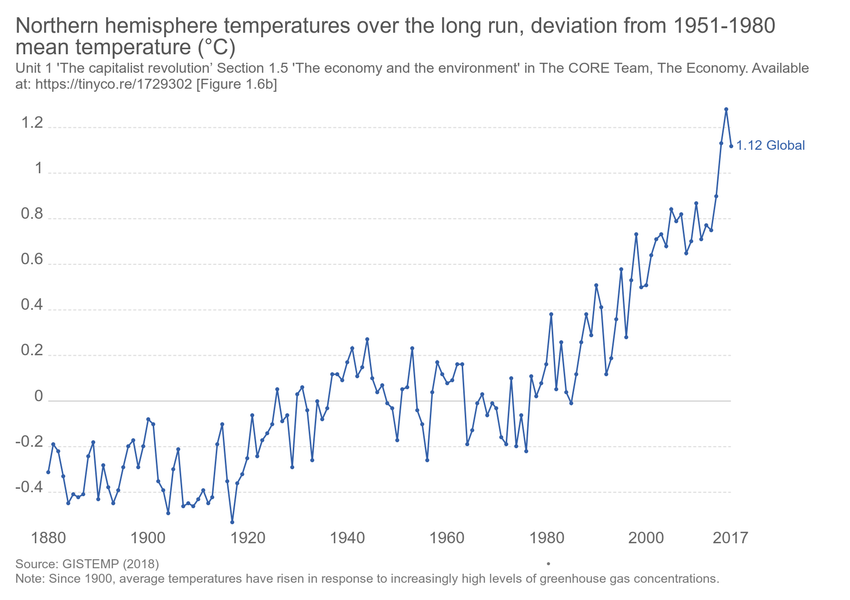 Northern hemisphere temperatures over the long run, deviation from 1951-1980
mean temperature (°C)
Unit 1 'The capitalist revolution' Section 1.5 'The economy and the environment' in The CORE Team, The Economy. Available
at: https://tinyco.re/1729302 [Figure 1.6b]
1.2
1.12 Global
1
0.8
0.6
0.4
0.2
0
-0.2
-0.4
1880 1900 1920 1940 1960 1980 2000 2017
Source: GISTEMP (2018)
Note: Since 1900, average temperatures have risen in response to increasingly high levels of greenhouse gas concentrations.